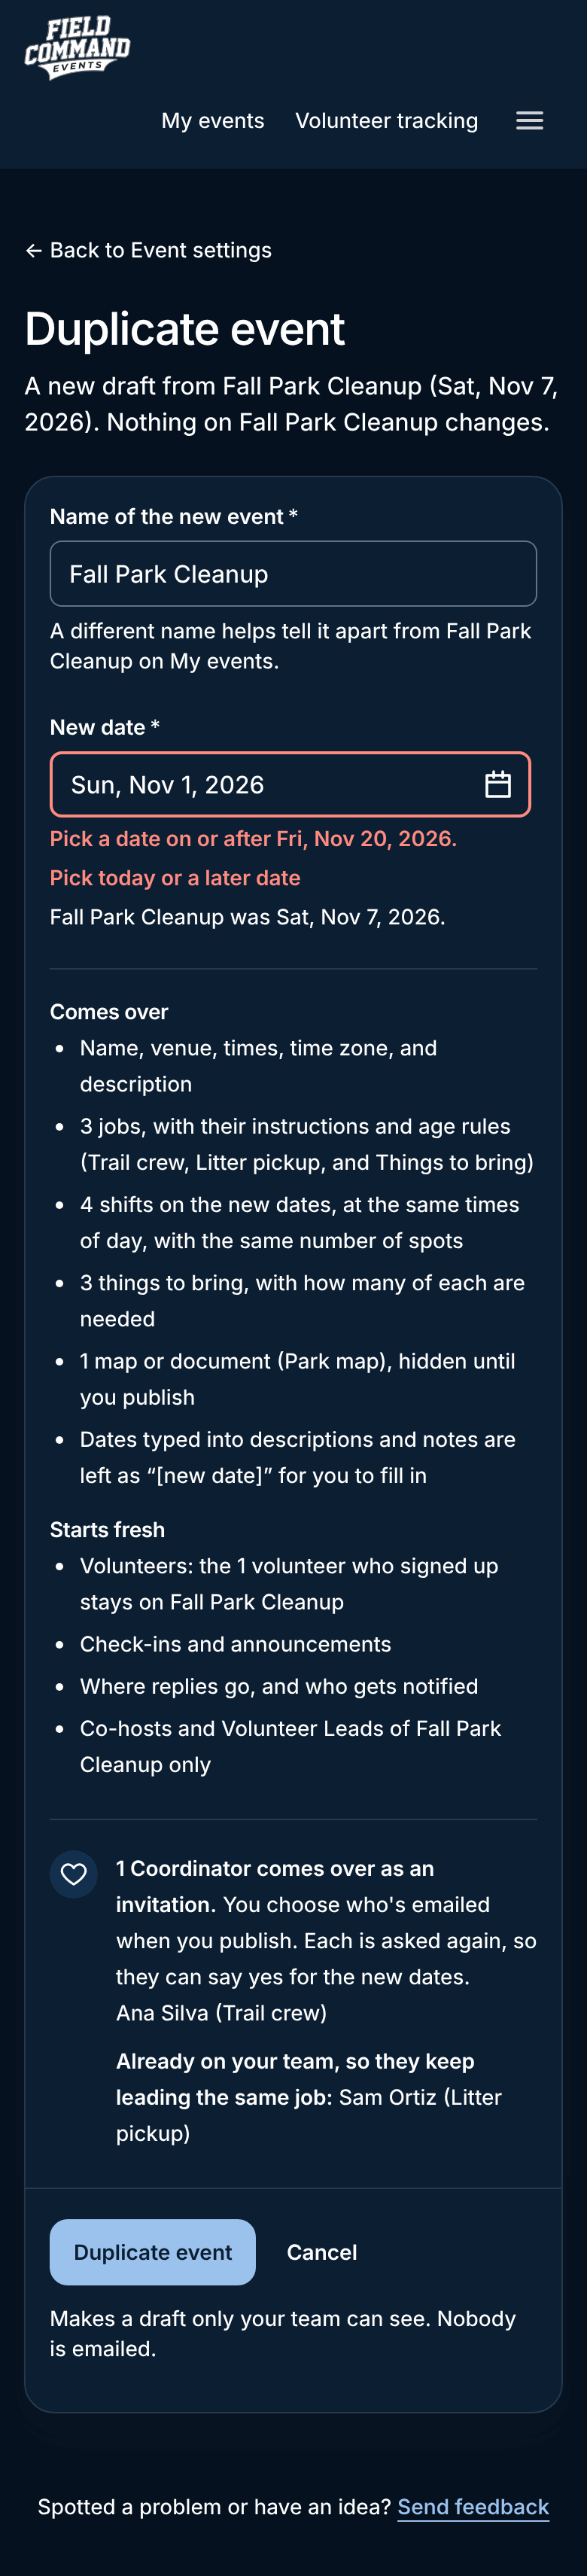 FIELD
COMMAND
EVENTS
My events
Volunteer tracking
← Back to Event settings
Duplicate event
A new draft from Fall Park Cleanup (Sat, Nov 7,
2026). Nothing on Fall Park Cleanup changes.
Name of the new event *
Fall Park Cleanup
A different name helps tell it apart from Fall Park
Cleanup on My events.
New date *
Sun, Nov 1, 2026
Pick a date on or after Fri, Nov 20, 2026.
Pick today or a later date
Fall Park Cleanup was Sat, Nov 7, 2026.
Comes over
• Name, venue, times, time zone, and
description
• 3 jobs, with their instructions and age rules
(Trail crew, Litter pickup, and Things to bring)
• 4 shifts on the new dates, at the same times
of day, with the same number of spots
• 3 things to bring, with how many of each are
needed
• 1 map or document (Park map), hidden until
you publish
• Dates typed into descriptions and notes are
left as “[new date]” for you to fill in
Starts fresh
• Volunteers: the 1 volunteer who signed up
stays on Fall Park Cleanup
• Check-ins and announcements
• Where replies go, and who gets notified
• Co-hosts and Volunteer Leads of Fall Park
Cleanup only
1 Coordinator comes over as an
invitation. You choose who's emailed
when you publish. Each is asked again, so
they can say yes for the new dates.
Ana Silva (Trail crew)
Already on your team, so they keep
leading the same job: Sam Ortiz (Litter
pickup)
Duplicate event
Cancel
Makes a draft only your team can see. Nobody
is emailed.
Spotted a problem or have an idea? Send feedback